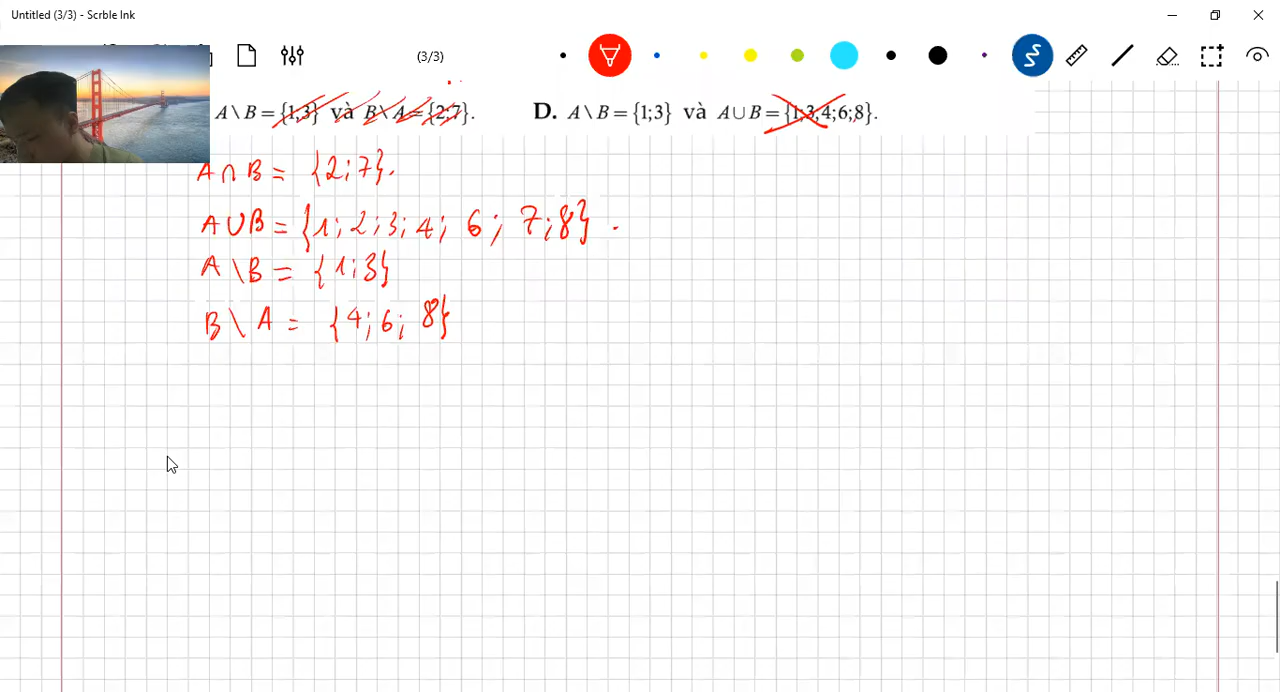 Untitled (3/3) - Scrble Ink
(3/3)
A \ B = {1,3} và B \ A = {2;7}. D. A \ B = {1;3} và A ∪ B = {1;3,4;6;8}.
A ∩ B = {2; 7}.
A ∪ B = {1; 2; 3; 4; 6; 7; 8}.
A \ B = {1; 3}
B \ A = {4; 6; 8}